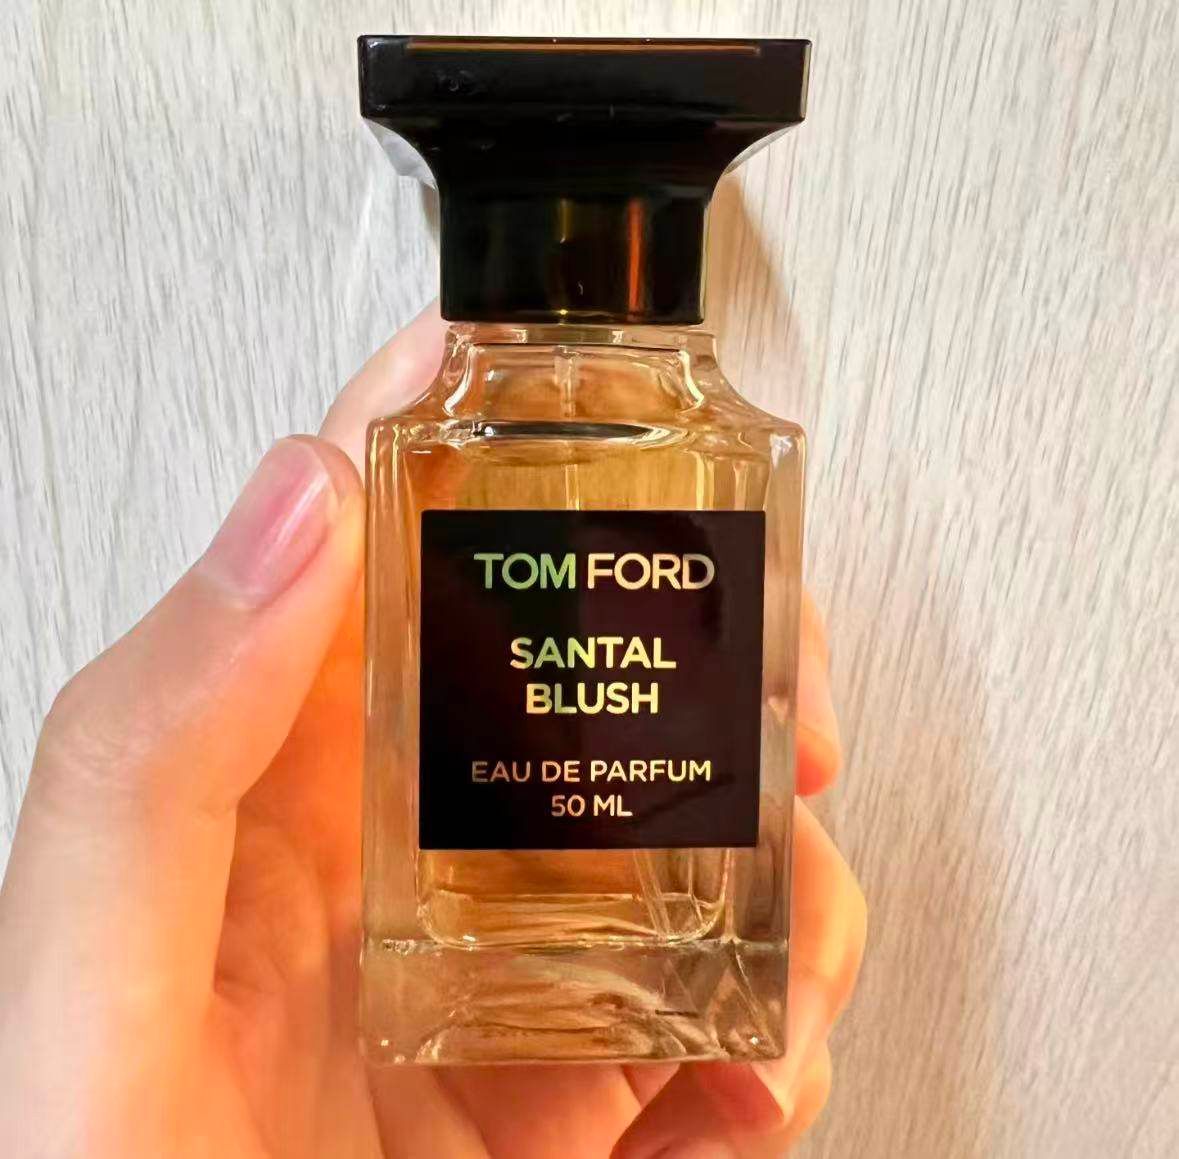 TOM FORD
SANTAL
BLUSH
EAU DE PARFUM
50 ML